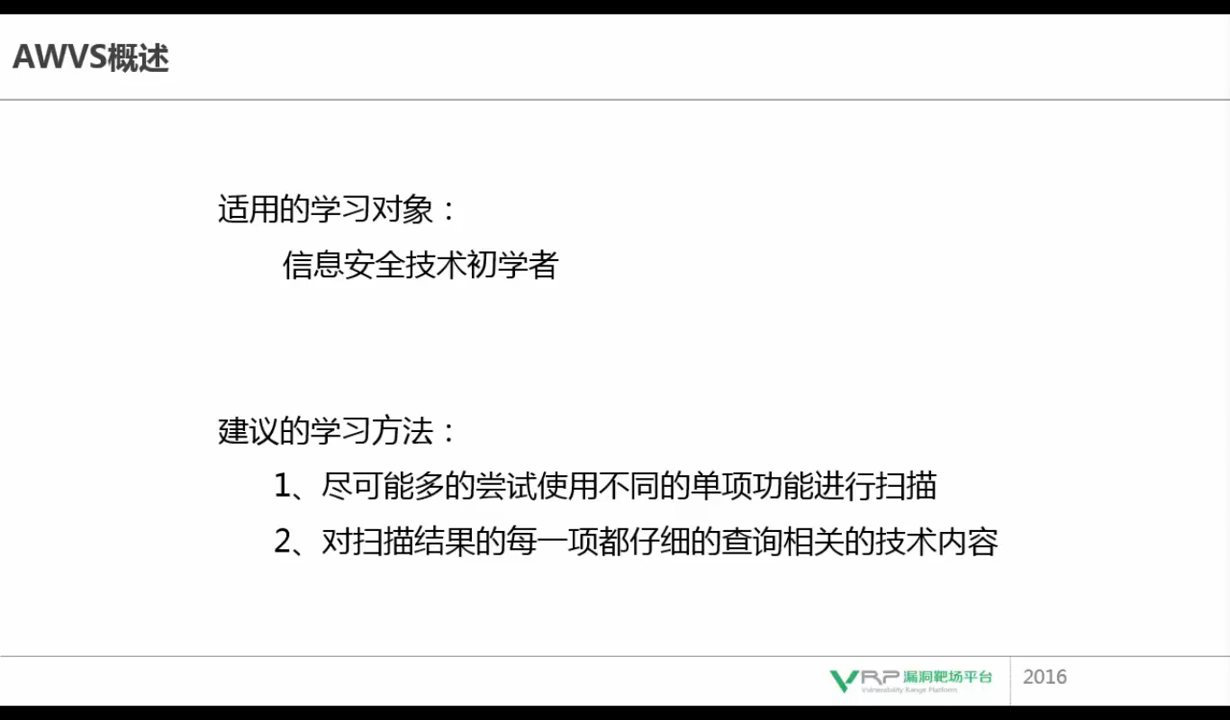 AWVS概述
适用的学习对象：
信息安全技术初学者
建议的学习方法：
1、尽可能多的尝试使用不同的单项功能进行扫描
2、对扫描结果的每一项都仔细的查询相关的技术内容
VRP 漏洞靶场平台
Vulnerability Range Platform
2016